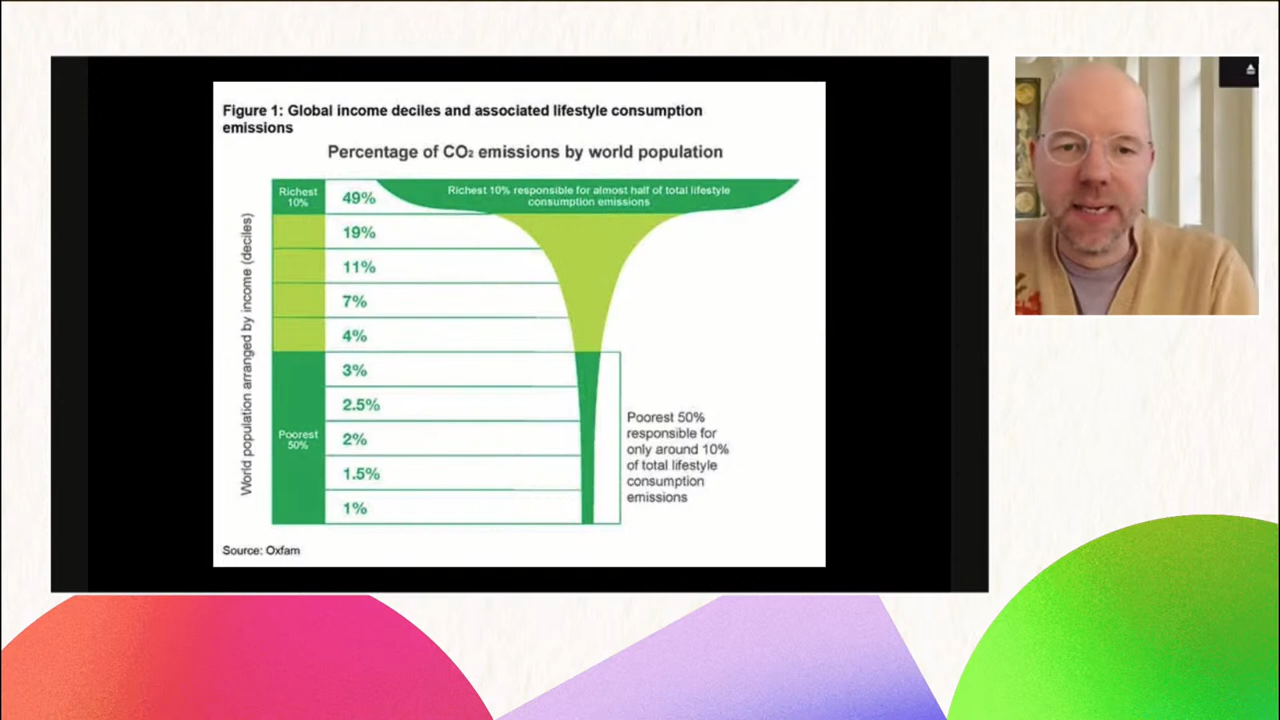 Figure 1: Global income deciles and associated lifestyle consumption
emissions
Percentage of CO₂ emissions by world population
World population arranged by income (deciles)
Richest
10%
49%
Richest 10% responsible for almost half of total lifestyle
consumption emissions
19%
11%
7%
4%
3%
2.5%
Poorest
50%
2%
1.5%
1%
Poorest 50%
responsible for
only around 10%
of total lifestyle
consumption
emissions
Source: Oxfam